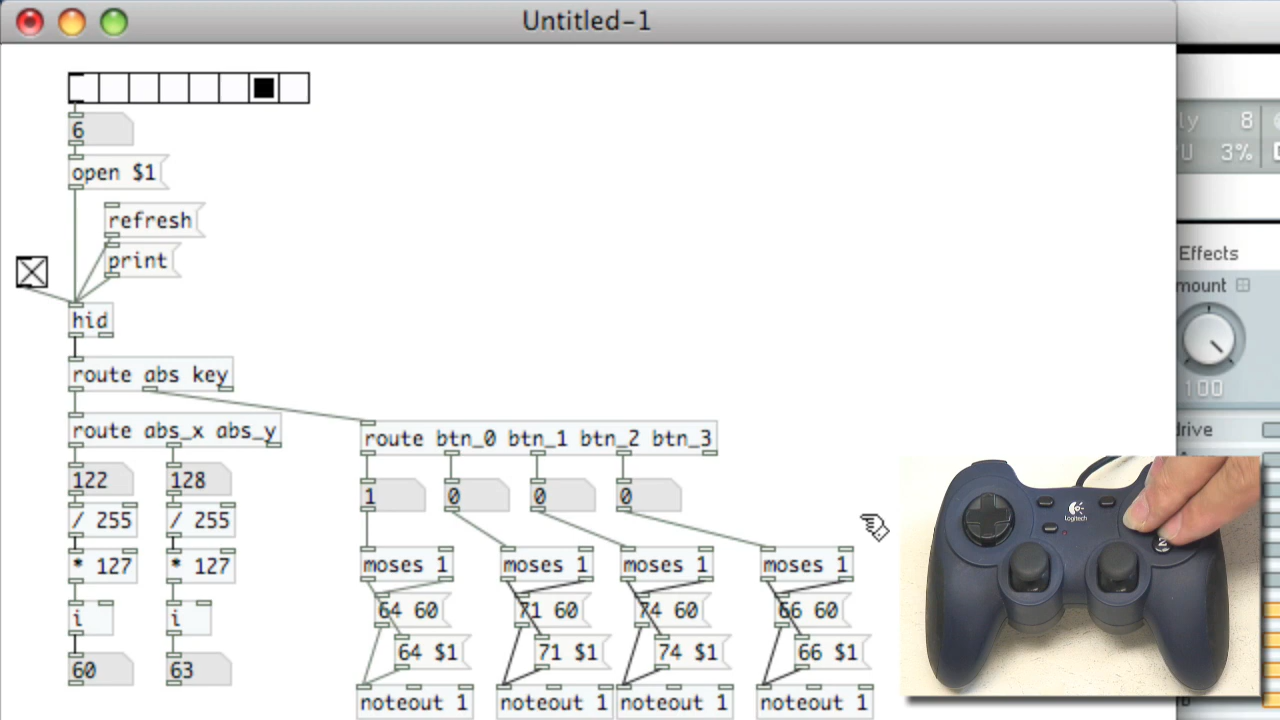 Untitled-1
6
open $1
refresh
print
hid
route abs key
route abs_x abs_y
122
128
/ 255
/ 255
* 127
* 127
i
i
60
63
route btn_0 btn_1 btn_2 btn_3
1
0
0
0
moses 1
moses 1
moses 1
moses 1
64 60
71 60
74 60
66 60
64 $1
71 $1
74 $1
66 $1
noteout 1
noteout 1
noteout 1
noteout 1
ly 8
U 3%
Effects
mount
100
drive
Logitech